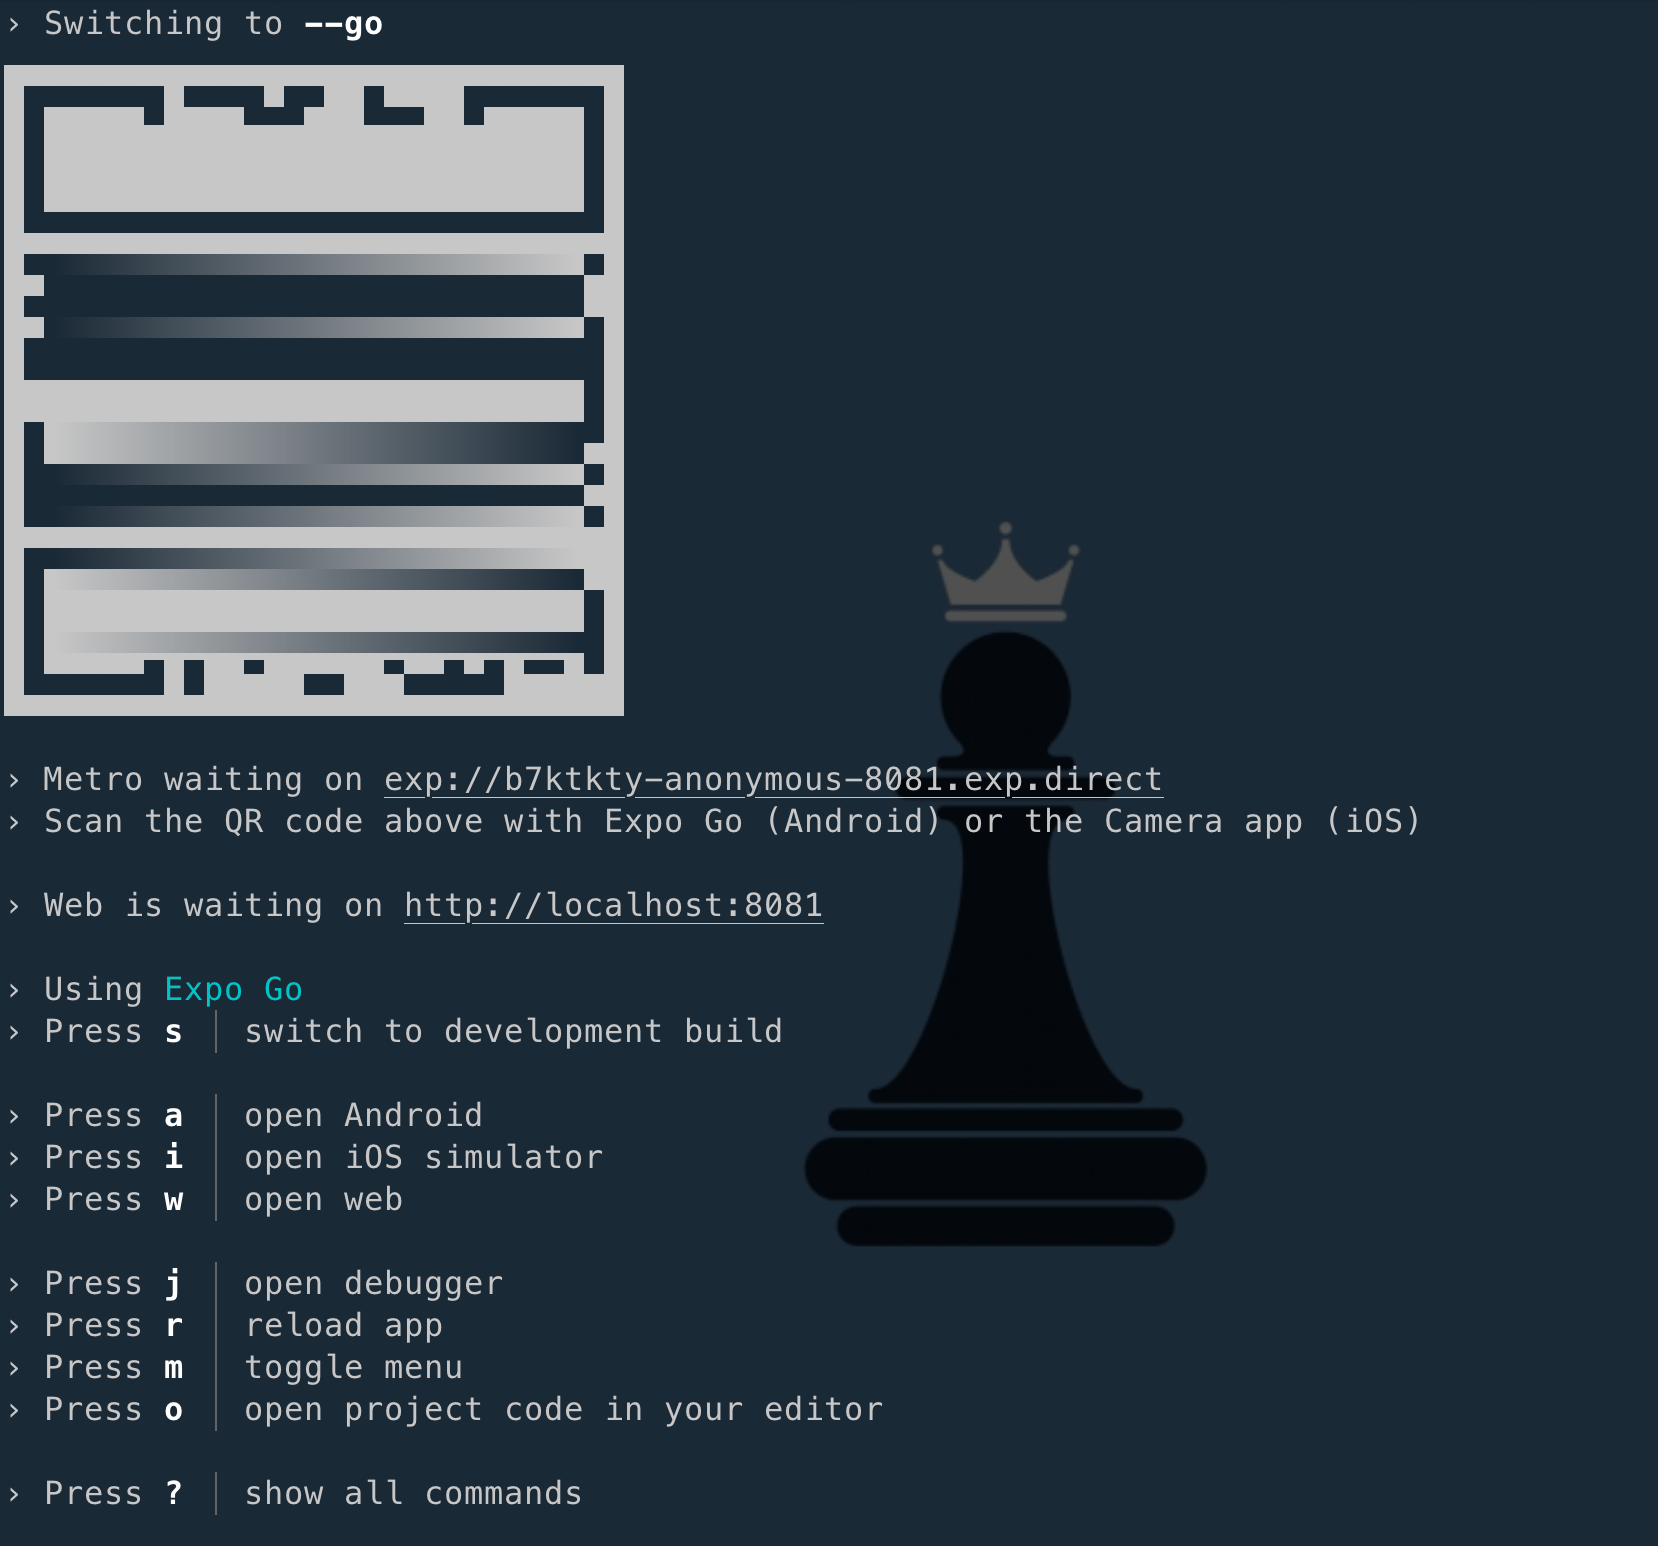 › Switching to --go
› Metro waiting on exp://b7ktkty-anonymous-8081.exp.direct
› Scan the QR code above with Expo Go (Android) or the Camera app (iOS)
› Web is waiting on http://localhost:8081
› Using Expo Go
› Press s │ switch to development build
› Press a │ open Android
› Press i │ open iOS simulator
› Press w │ open web
› Press j │ open debugger
› Press r │ reload app
› Press m │ toggle menu
› Press o │ open project code in your editor
› Press ? │ show all commands